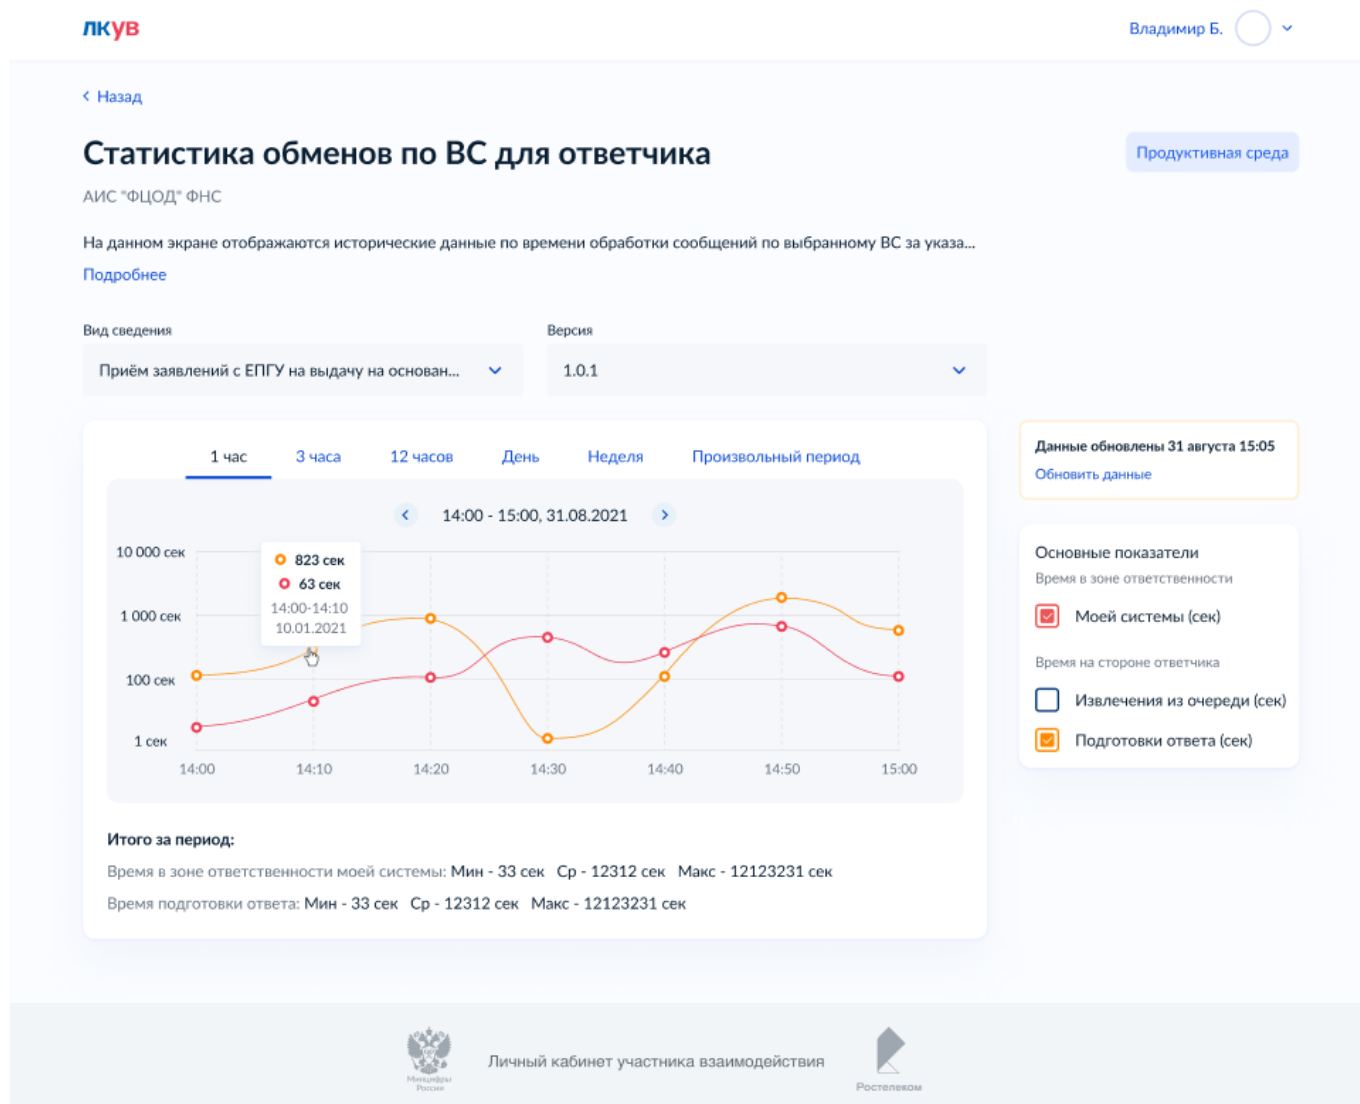 лкув
Владимир Б.
Назад
Статистика обменов по ВС для ответчика
Продуктивная среда
АИС "ФЦОД" ФНС
На данном экране отображаются исторические данные по времени обработки сообщений по выбранному ВС за указа...
Подробнее
Вид сведения
Версия
Приём заявлений с ЕПГУ на выдачу на основан...
1.0.1
1 час
3 часа
12 часов
День
Неделя
Произвольный период
Данные обновлены 31 августа 15:05
Обновить данные
14:00 - 15:00, 31.08.2021
10 000 сек
1 000 сек
100 сек
1 сек
823 сек
63 сек
14:00-14:10
10.01.2021
14:00
14:10
14:20
14:30
14:40
14:50
15:00
Основные показатели
Время в зоне ответственности
Моей системы (сек)
Время на стороне ответчика
Извлечения из очереди (сек)
Подготовки ответа (сек)
Итого за период:
Время в зоне ответственности моей системы: Мин - 33 сек Ср - 12312 сек Макс - 12123231 сек
Время подготовки ответа: Мин - 33 сек Ср - 12312 сек Макс - 12123231 сек
Минцифры
России
Личный кабинет участника взаимодействия
Ростелеком